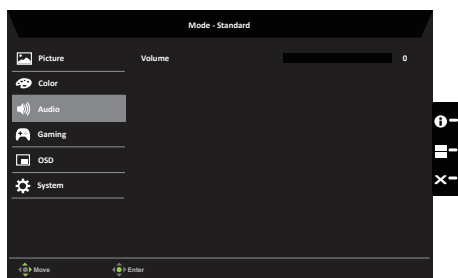 Mode - Standard
Picture
Volume 0
Color
Audio
Gaming
OSD
System
Move Enter